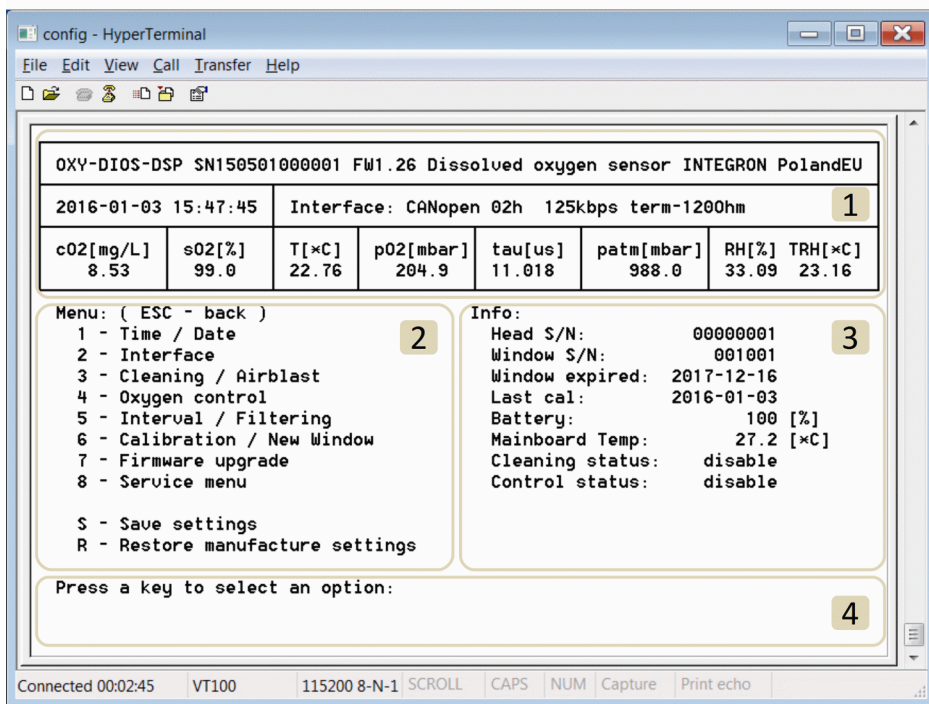 config - HyperTerminal
File Edit View Call Transfer Help
OXY-DIOS-DSP SN150501000001 FW1.26 Dissolved oxygen sensor INTEGRON PolandEU
2016-01-03 15:47:45 Interface: CANopen 02h 125kbps term-120Ohm 1
cO2[mg/L] sO2[%] T[*C] pO2[mbar] tau[us] patm[mbar] RH[%] TRH[*C]
8.53 99.0 22.76 204.9 11.018 988.0 33.09 23.16
Menu: ( ESC - back )
1 - Time / Date
2 - Interface
3 - Cleaning / Airblast
4 - Oxygen control
5 - Interval / Filtering
6 - Calibration / New Window
7 - Firmware upgrade
8 - Service menu
S - Save settings
R - Restore manufacture settings
2
Info:
Head S/N: 00000001
Window S/N: 001001
Window expired: 2017-12-16
Last cal: 2016-01-03
Battery: 100 [%]
Mainboard Temp: 27.2 [*C]
Cleaning status: disable
Control status: disable
3
Press a key to select an option:
4
Connected 00:02:45 VT100 115200 8-N-1 SCROLL CAPS NUM Capture Print echo